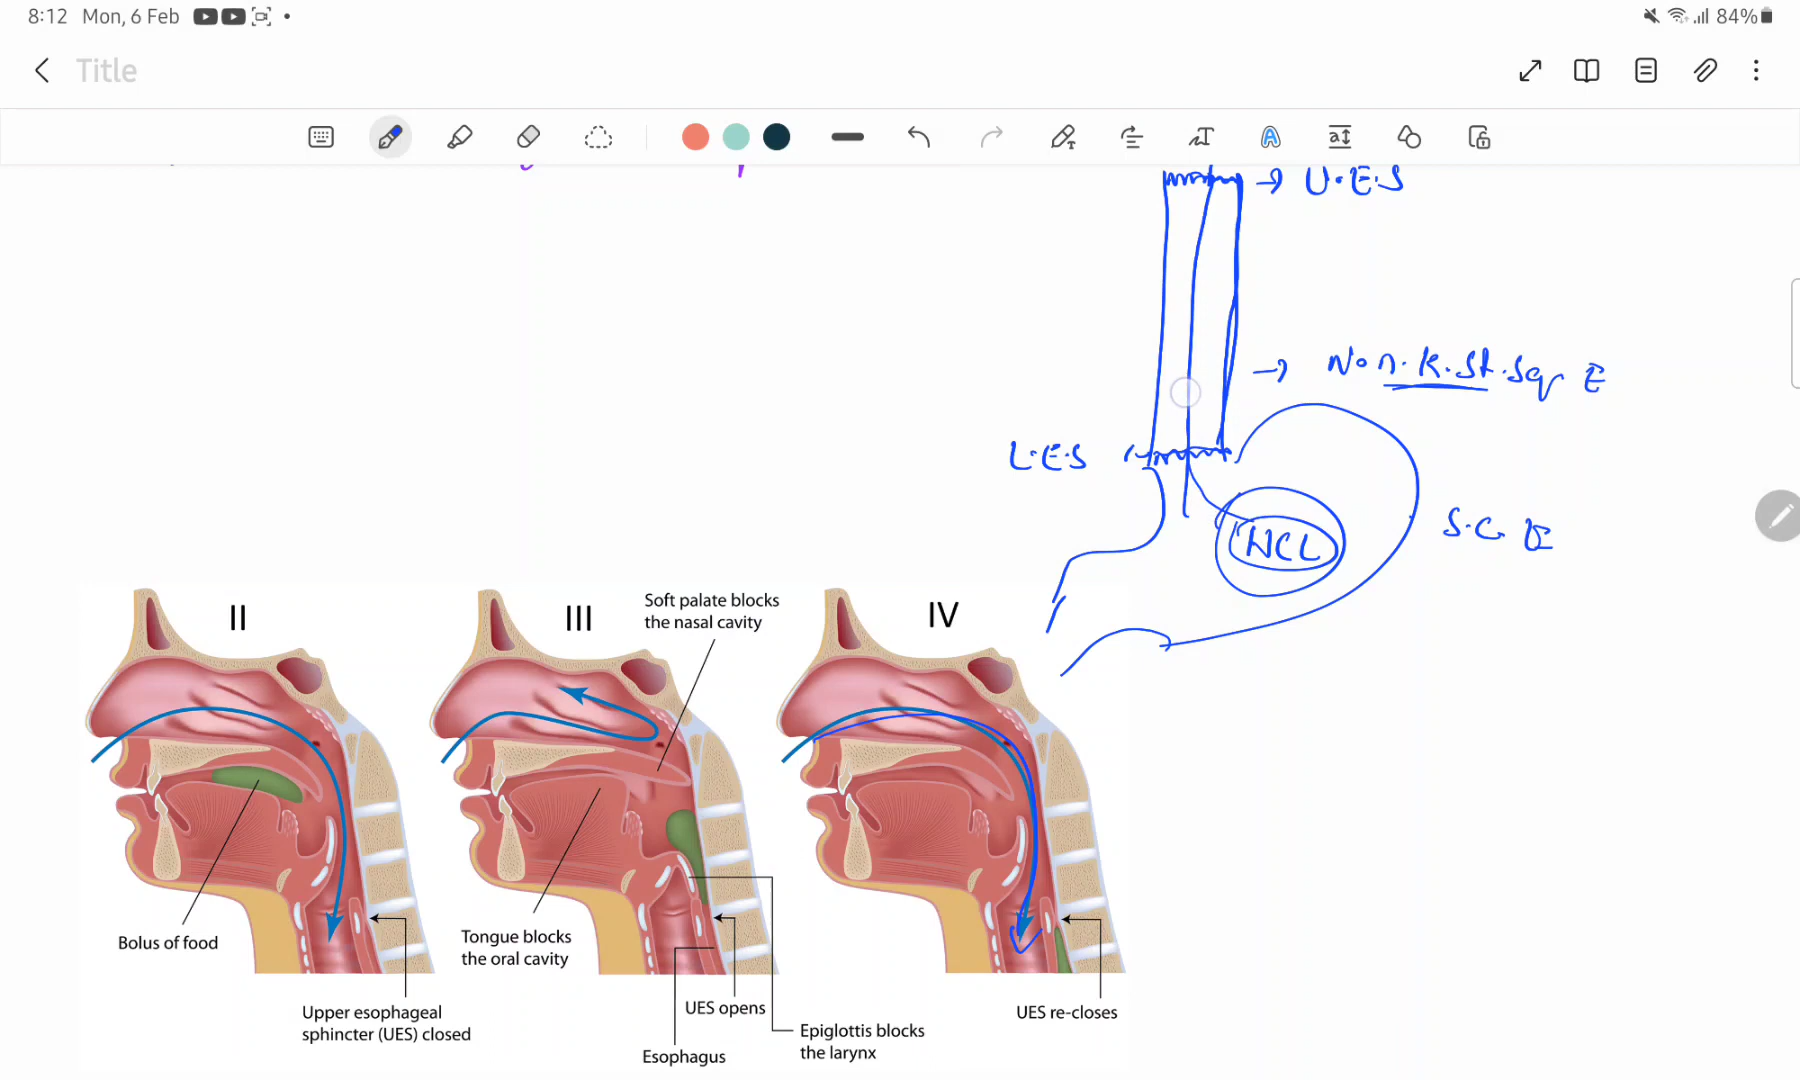 8:12 Mon, 6 Feb
84%
Title
→ U.E.S
→ Non.K.St.Sq E
L.E.S
HCL
S.C. E
II
III
IV
Soft palate blocks
the nasal cavity
Bolus of food
Tongue blocks
the oral cavity
Upper esophageal
sphincter (UES) closed
UES opens
Esophagus
Epiglottis blocks
the larynx
UES re-closes